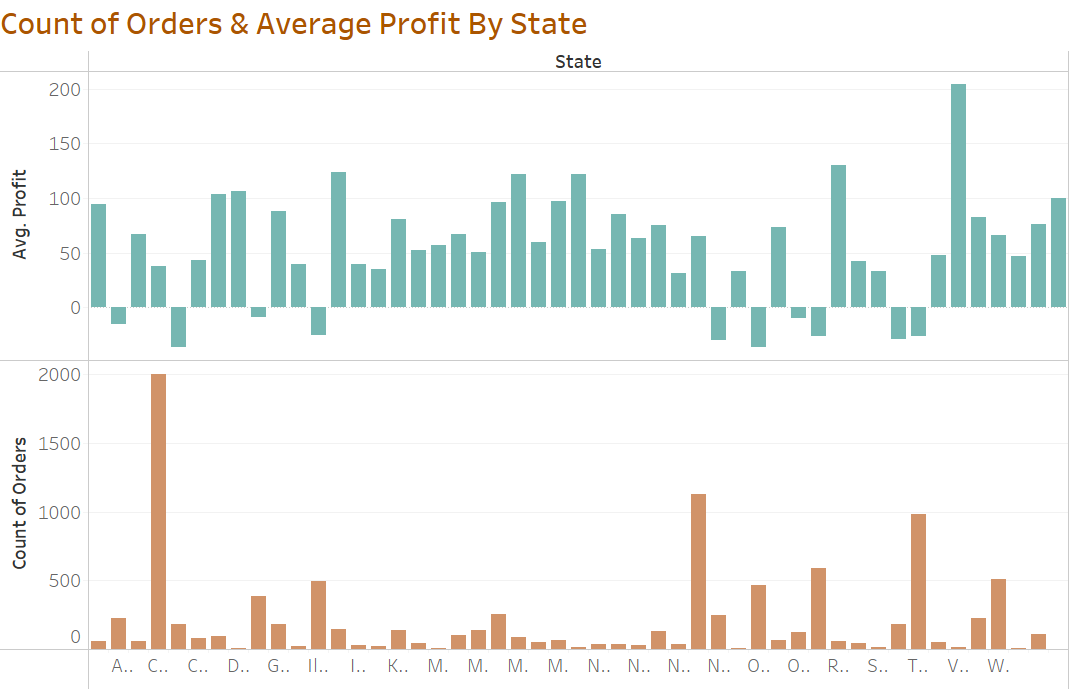 Count of Orders & Average Profit By State
State
Avg. Profit
200
150
100
50
0
Count of Orders
2000
1500
1000
500
0
A.. C.. C.. D.. G.. Il.. I.. K.. M. M. M. M. N.. N.. N.. N.. O.. O.. R.. S.. T.. V.. W.